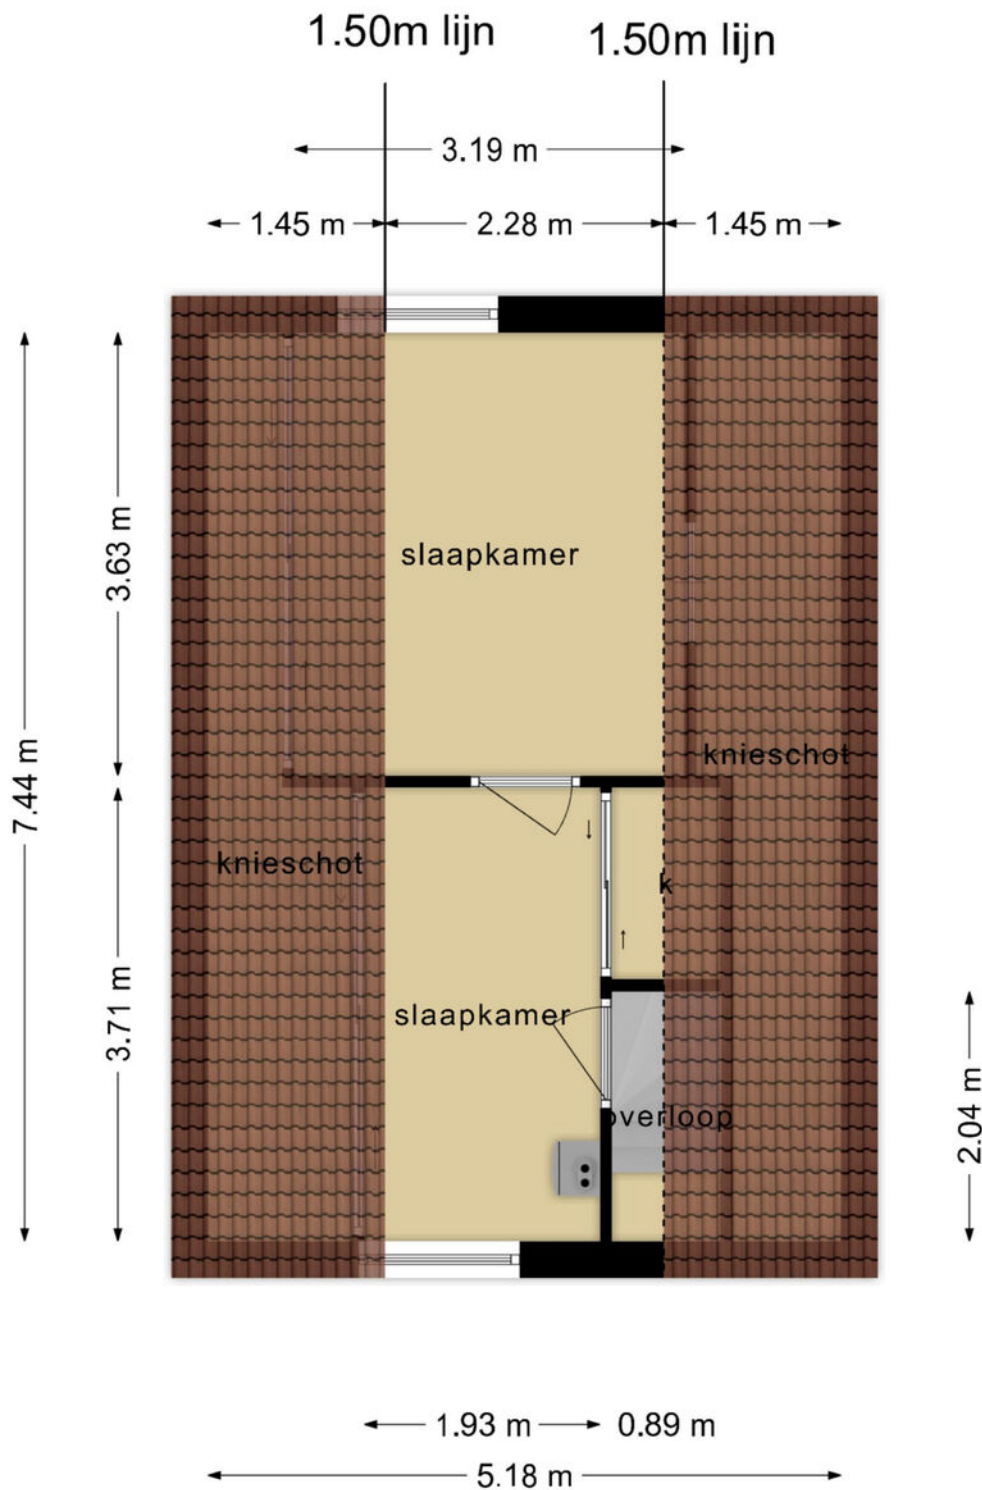 1.50m lijn
1.50m lijn
3.19 m
1.45 m
2.28 m
1.45 m
3.63 m
slaapkamer
knieschot
7.44 m
knieschot
k
3.71 m
slaapkamer
overloop
2.04 m
1.93 m
0.89 m
5.18 m